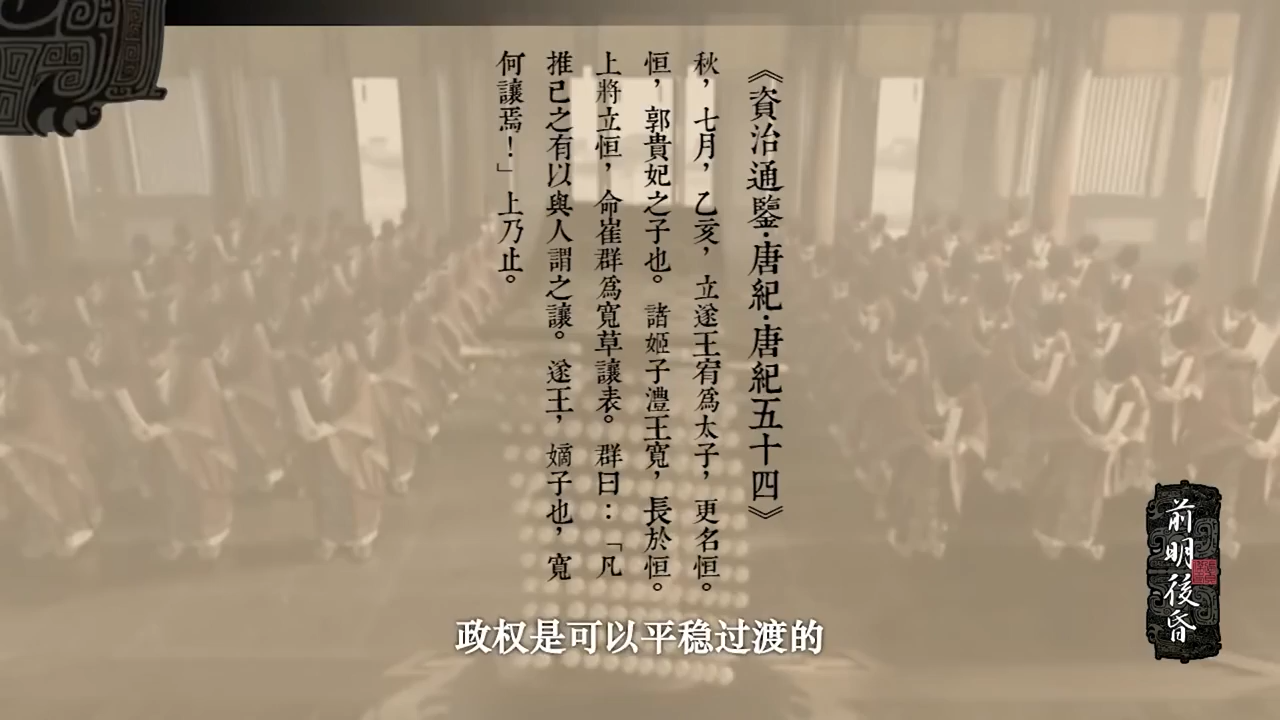 《資治通鑒·唐紀·唐紀五十四》
秋，七月，乙亥，立遂王宥爲太子，更名恒。
恒，郭貴妃之子也。諸姬子澧王寬，長於恒。
上將立恒，命崔群爲寬草讓表。群曰：「凡
推己之有以與人謂之讓。遂王，嫡子也，寬
何讓焉！」上乃止。
前明後昏
政权是可以平稳过渡的